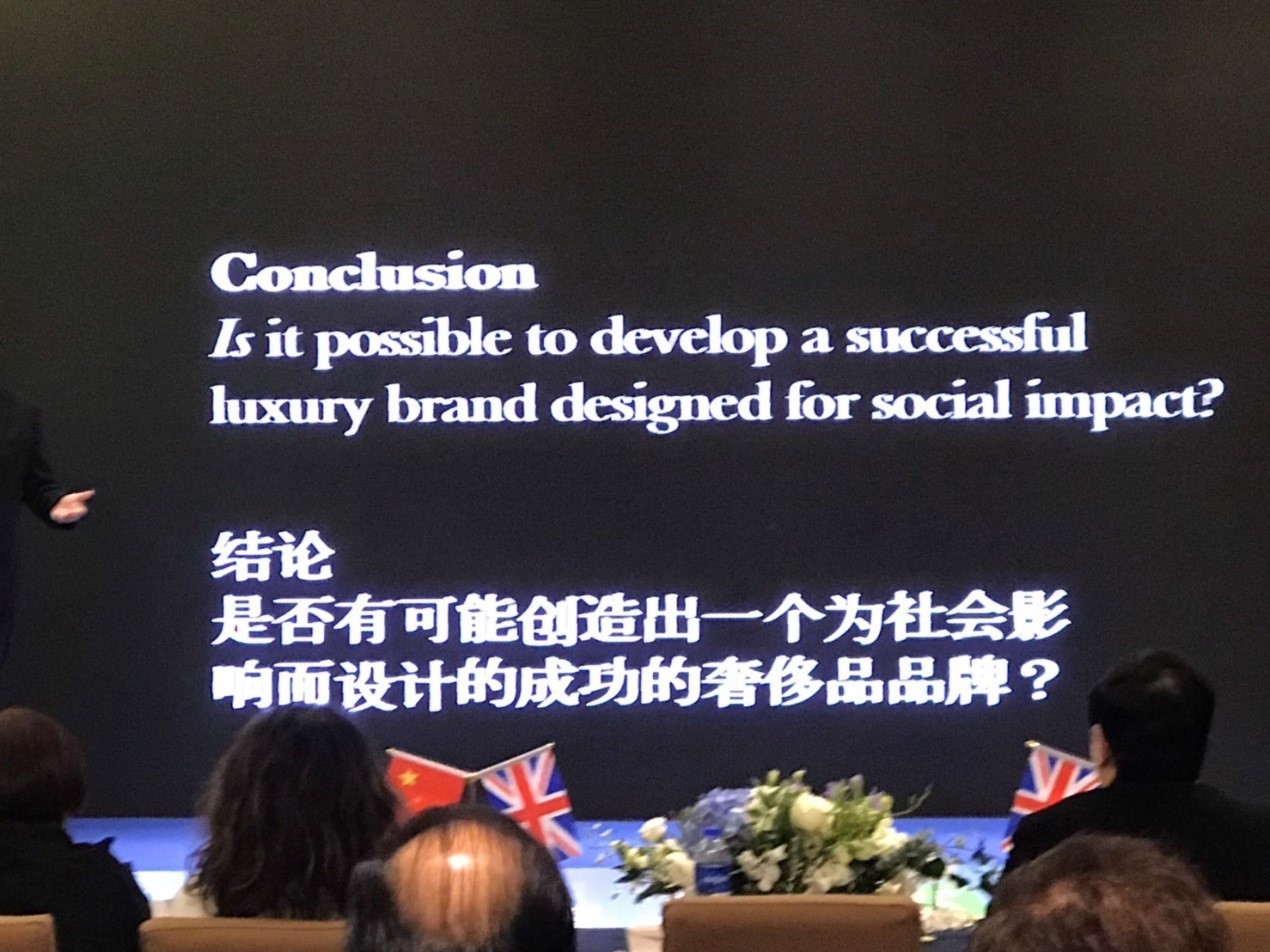 Conclusion
Is it possible to develop a successful
luxury brand designed for social impact?
结论
是否有可能创造出一个为社会影
响而设计的成功的奢侈品品牌？